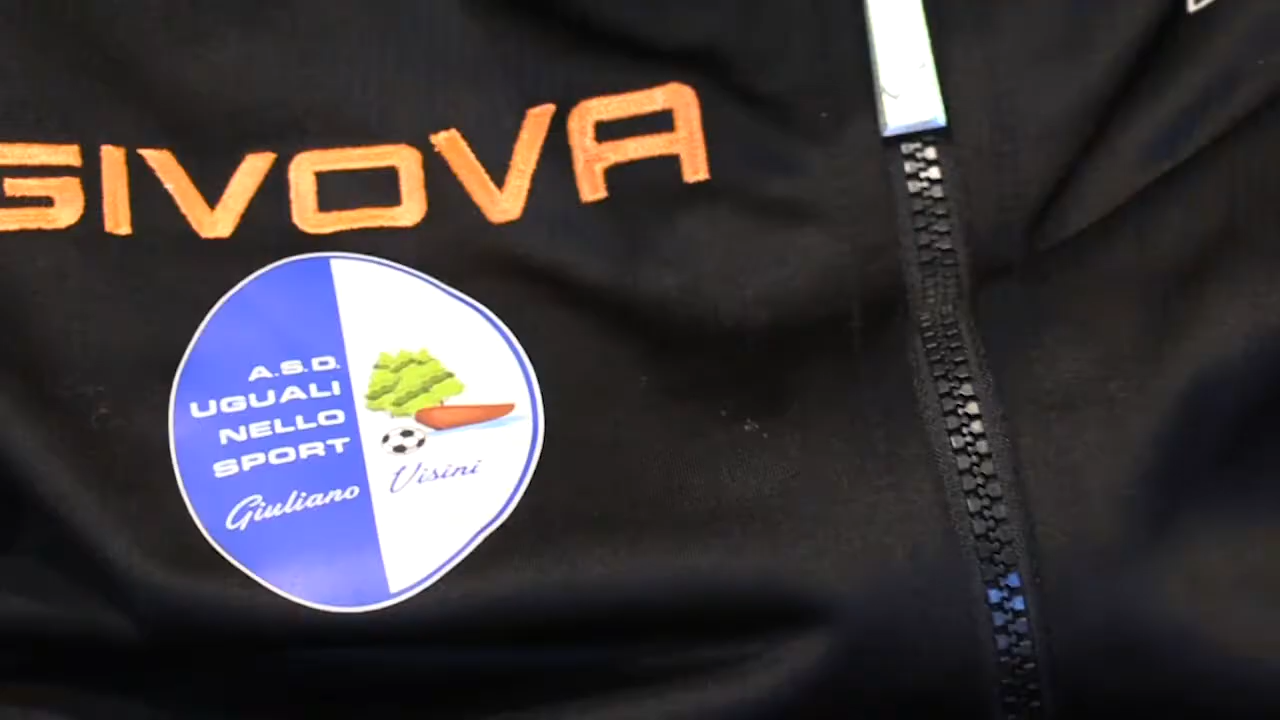 GIVOVA
A.S.D.
UGUALI
NELLO
SPORT
Giuliano Visini